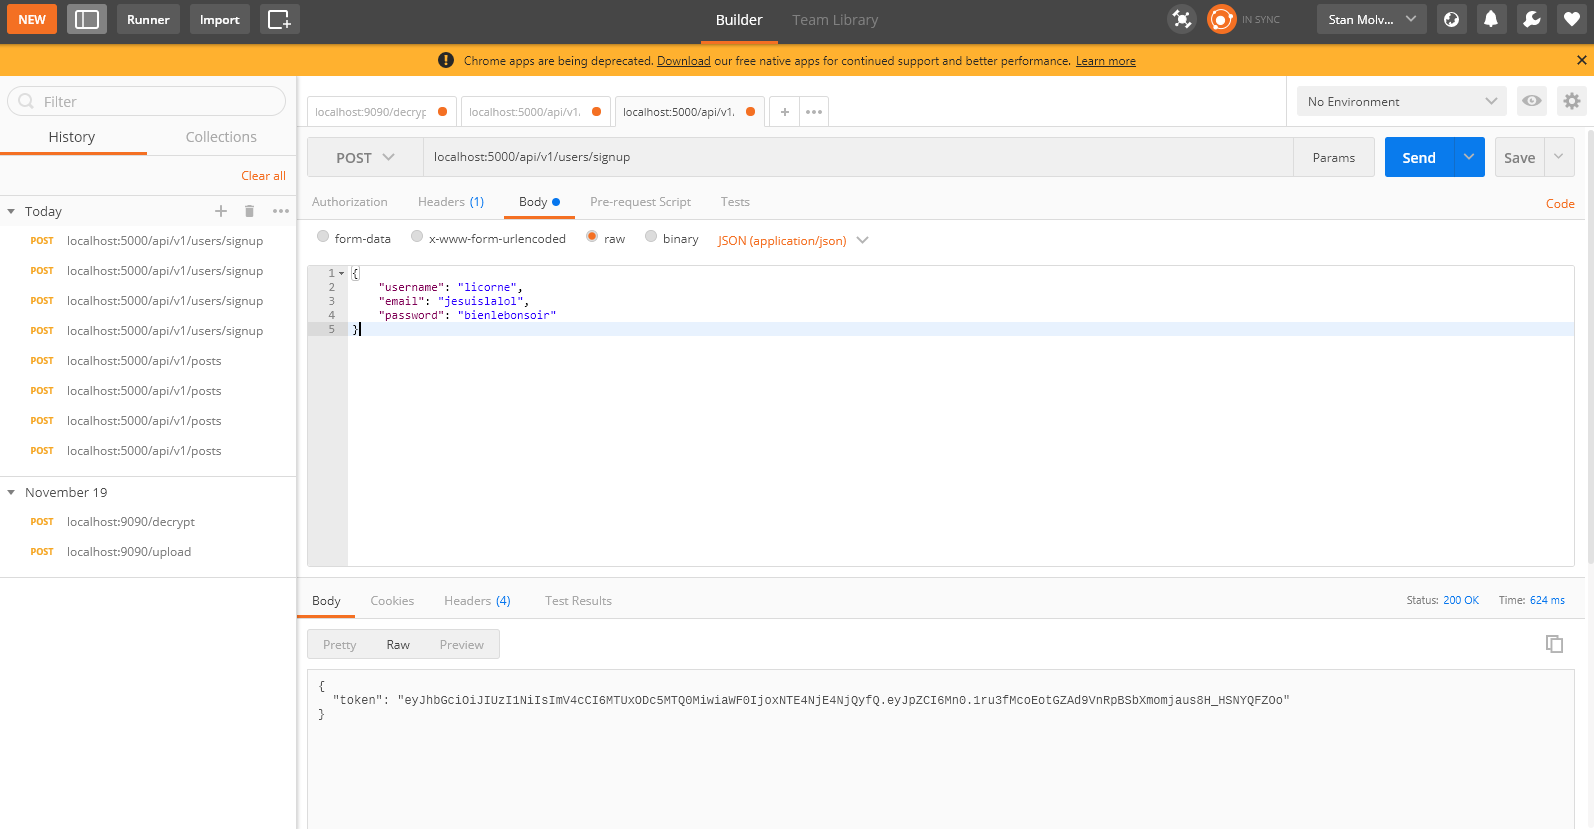 NEW Runner Import Builder Team Library IN SYNC Stan Molv...
Chrome apps are being deprecated. Download our free native apps for continued support and better performance. Learn more
Filter
History Collections
Clear all
Today
POST localhost:5000/api/v1/users/signup
POST localhost:5000/api/v1/users/signup
POST localhost:5000/api/v1/users/signup
POST localhost:5000/api/v1/users/signup
POST localhost:5000/api/v1/posts
POST localhost:5000/api/v1/posts
POST localhost:5000/api/v1/posts
POST localhost:5000/api/v1/posts
November 19
POST localhost:9090/decrypt
POST localhost:9090/upload
localhost:9090/decryp localhost:5000/api/v1. localhost:5000/api/v1. No Environment
POST localhost:5000/api/v1/users/signup Params Send Save
Authorization Headers (1) Body Pre-request Script Tests Code
form-data x-www-form-urlencoded raw binary JSON (application/json)
1 {
2 "username": "licorne",
3 "email": "jesuislalol",
4 "password": "bienlebonsoir"
5 }
Body Cookies Headers (4) Test Results Status: 200 OK Time: 624 ms
Pretty Raw Preview
{
"token": "eyJhbGciOiJIUzI1NiIsImV4cCI6MTUxODc5MTQ0MiwiaWF0IjoxNTE4NjE4NjQyfQ.eyJpZCI6Mn0.1ru3fMcoEotGZAd9VnRpBSbXmomjaus8H_HSNYQFZOo"
}